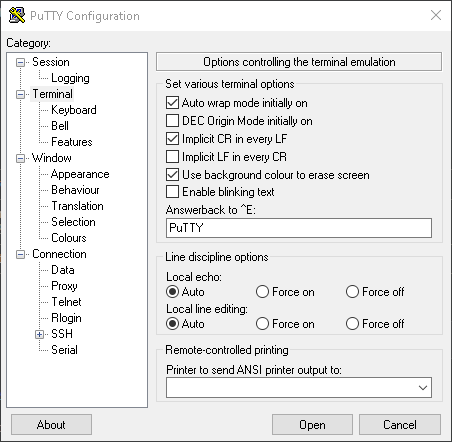 PuTTY Configuration
Category:
Session
Logging
Terminal
Keyboard
Bell
Features
Window
Appearance
Behaviour
Translation
Selection
Colours
Connection
Data
Proxy
Telnet
Rlogin
SSH
Serial
Options controlling the terminal emulation
Set various terminal options
Auto wrap mode initially on
DEC Origin Mode initially on
Implicit CR in every LF
Implicit LF in every CR
Use background colour to erase screen
Enable blinking text
Answerback to ^E:
PuTTY
Line discipline options
Local echo:
Auto Force on Force off
Local line editing:
Auto Force on Force off
Remote-controlled printing
Printer to send ANSI printer output to:
About Open Cancel